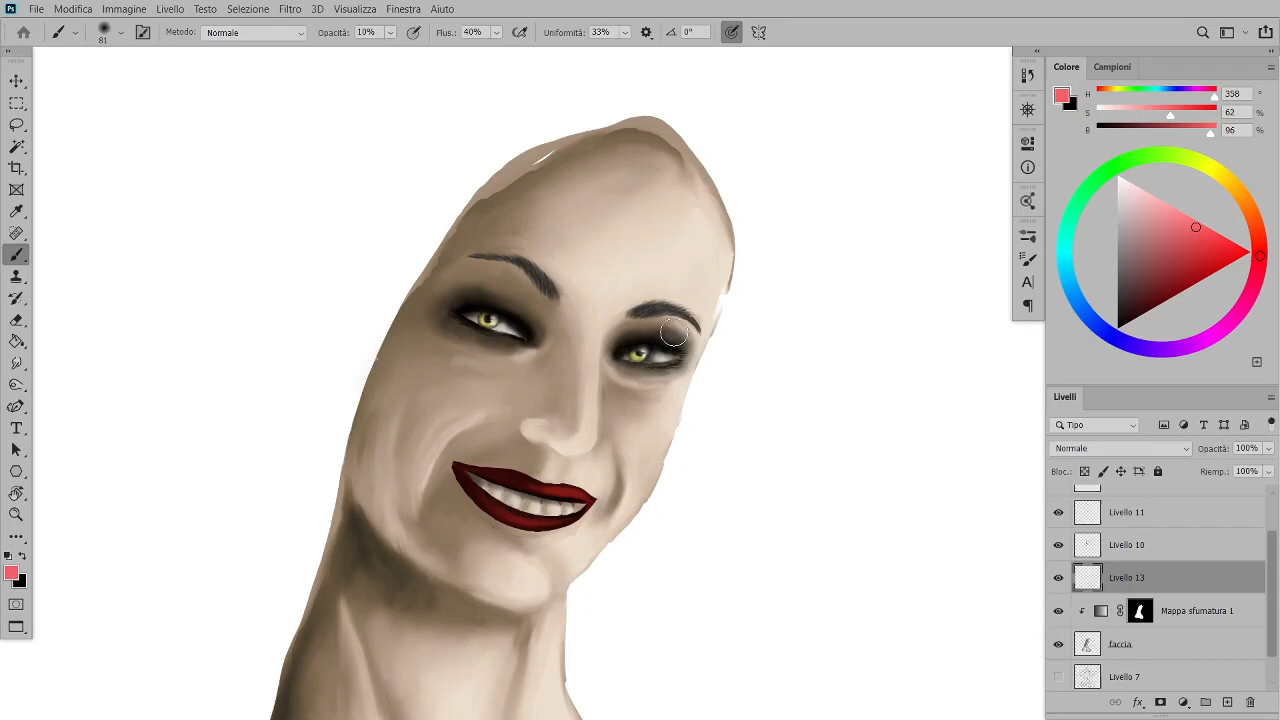 Ps File Modifica Immagine Livello Testo Selezione Filtro 3D Visualizza Finestra Aiuto
81 Metodo: Normale Opacità: 10% Flus.: 40% Uniformità: 33% 0°
Colore Campioni
H 358 °
S 62 %
B 96 %
Livelli
Tipo
Normale Opacità: 100%
Bloc.: Riemp.: 100%
Livello 11
Livello 10
Livello 13
Mappa sfumatura 1
faccia
Livello 7